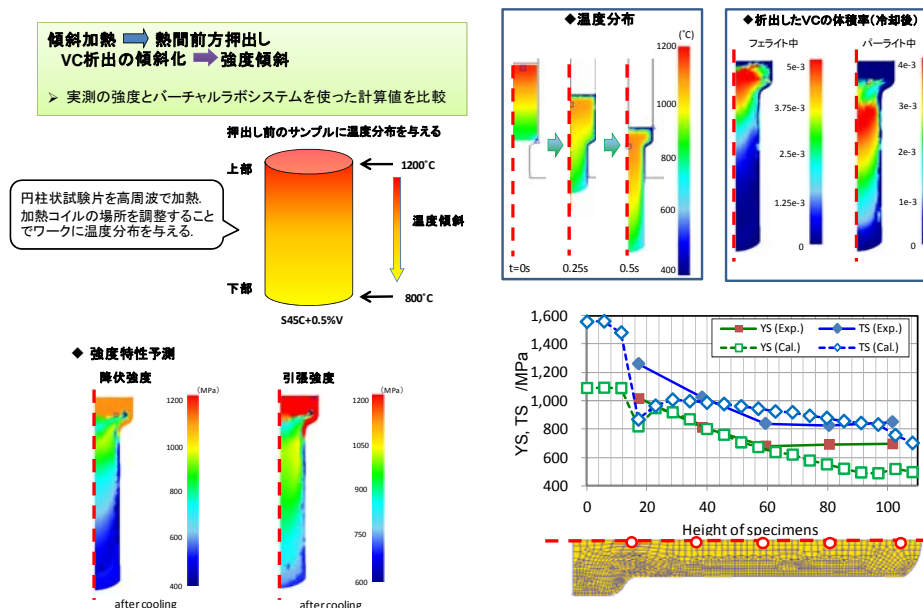 傾斜加熱 熱間前方押出し
VC析出の傾斜化 強度傾斜
➢ 実測の強度とバーチャルラボシステムを使った計算値を比較
押出し前のサンプルに温度分布を与える
上部
1200℃
円柱状試験片を高周波で加熱.
加熱コイルの場所を調整すること
でワークに温度分布を与える.
温度傾斜
下部
800℃
S45C+0.5%V
◆ 強度特性予測
降伏強度
(MPa)
1200
1000
800
600
400
after cooling
引張強度
(MPa)
1200
1050
900
750
600
after cooling
◆温度分布
(℃)
1200
1000
800
600
400
t=0s
0.25s
0.5s
◆析出したVCの体積率(冷却後)
フェライト中
5e-3
3.75e-3
2.5e-3
1.25e-3
0
パーライト中
4e-3
3e-3
2e-3
1e-3
0
YS, TS /MPa
1,600
1,400
1,200
1,000
800
600
400
YS (Exp.)
TS (Exp.)
YS (Cal.)
TS (Cal.)
0 20 40 60 80 100
Height of specimens